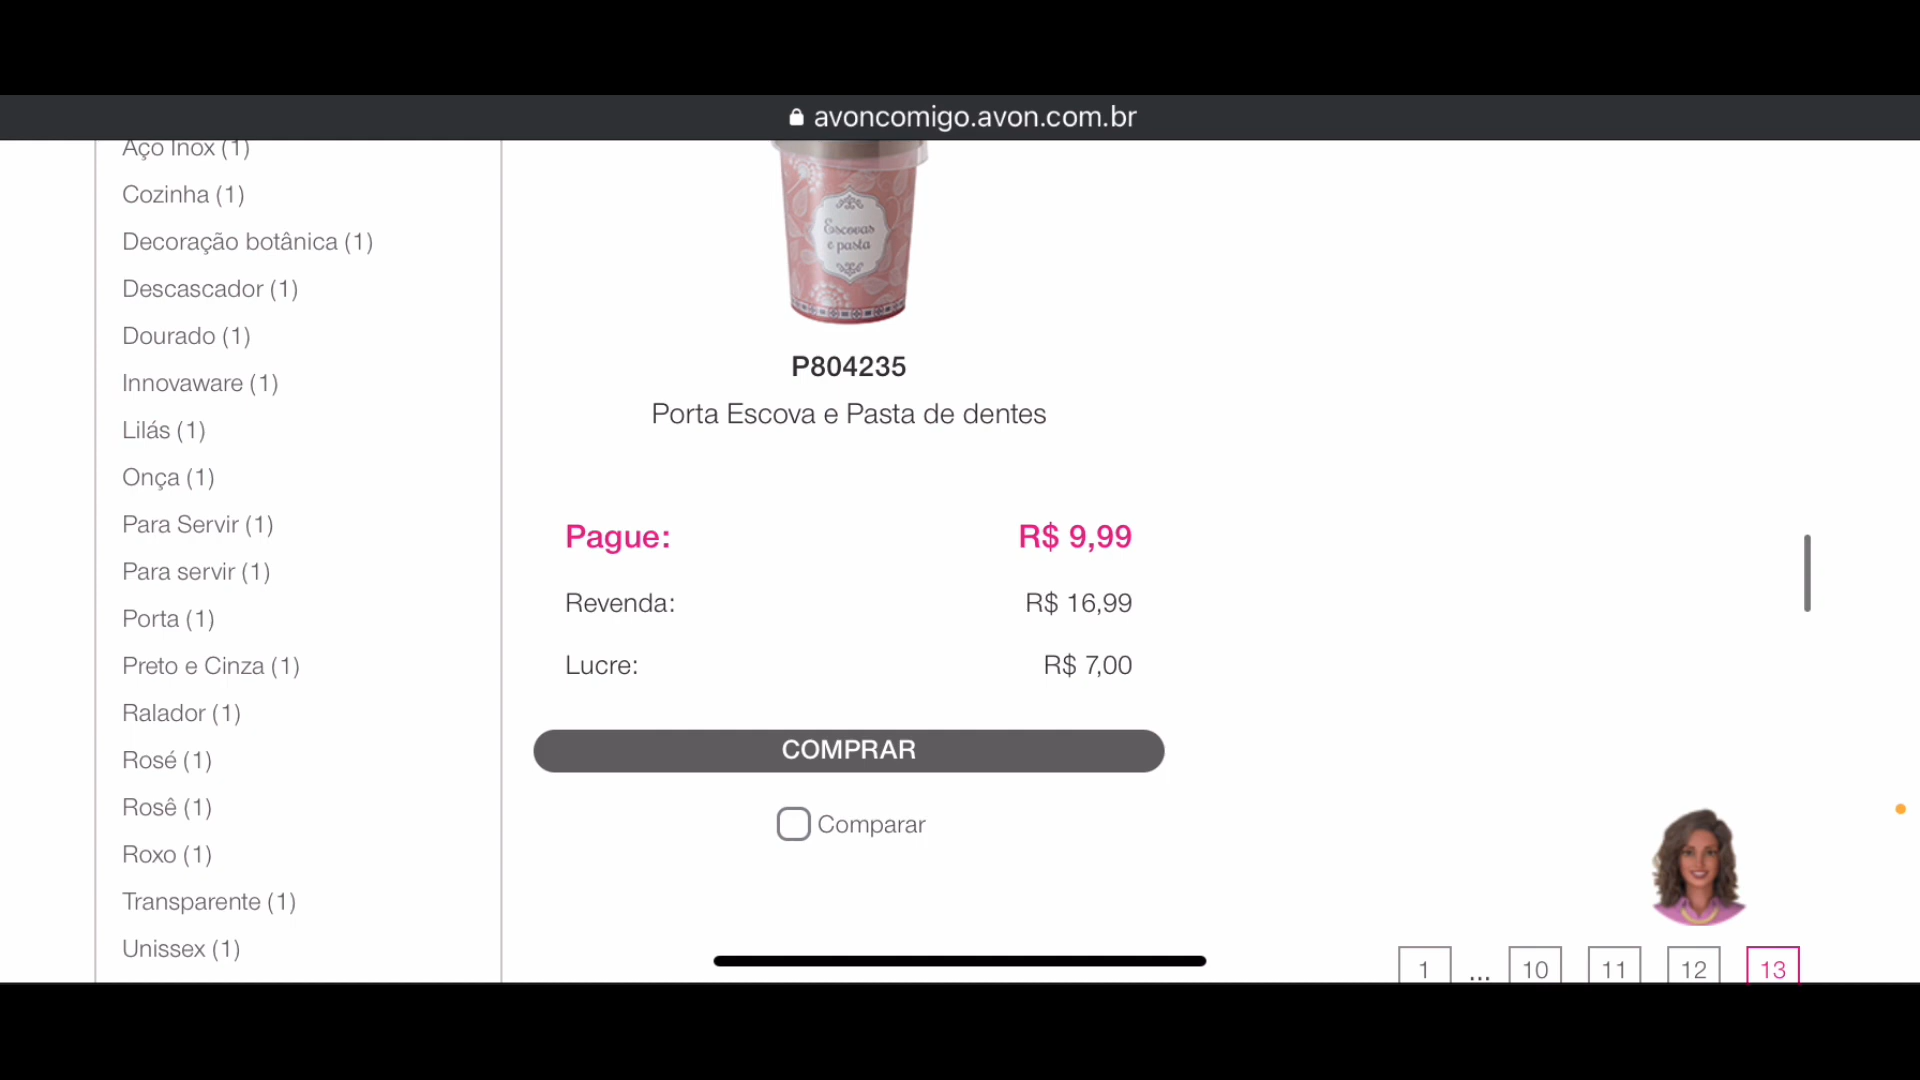 avoncomigo.avon.com.br
Aço Inox (1)
Cozinha (1)
Decoração botânica (1)
Descascador (1)
Dourado (1)
Innovaware (1)
Lilás (1)
Onça (1)
Para Servir (1)
Para servir (1)
Porta (1)
Preto e Cinza (1)
Ralador (1)
Rosé (1)
Rosê (1)
Roxo (1)
Transparente (1)
Unissex (1)
Escovas
e pasta
P804235
Porta Escova e Pasta de dentes
Pague: R$ 9,99
Revenda: R$ 16,99
Lucre: R$ 7,00
COMPRAR
Comparar
1 ... 10 11 12 13